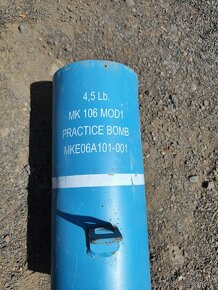 4,5 Lb.
MK 106 MOD1
PRACTICE BOMB
MKE06A101-001